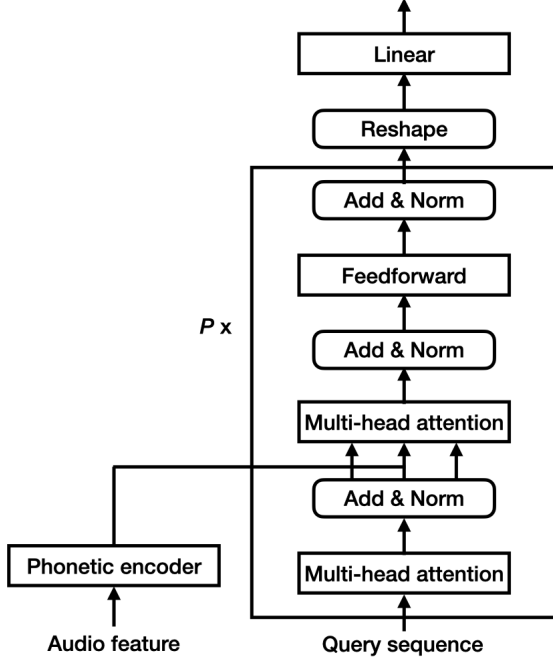 Linear
Reshape
Add & Norm
Feedforward
P x
Add & Norm
Multi-head attention
Add & Norm
Phonetic encoder
Multi-head attention
Audio feature
Query sequence